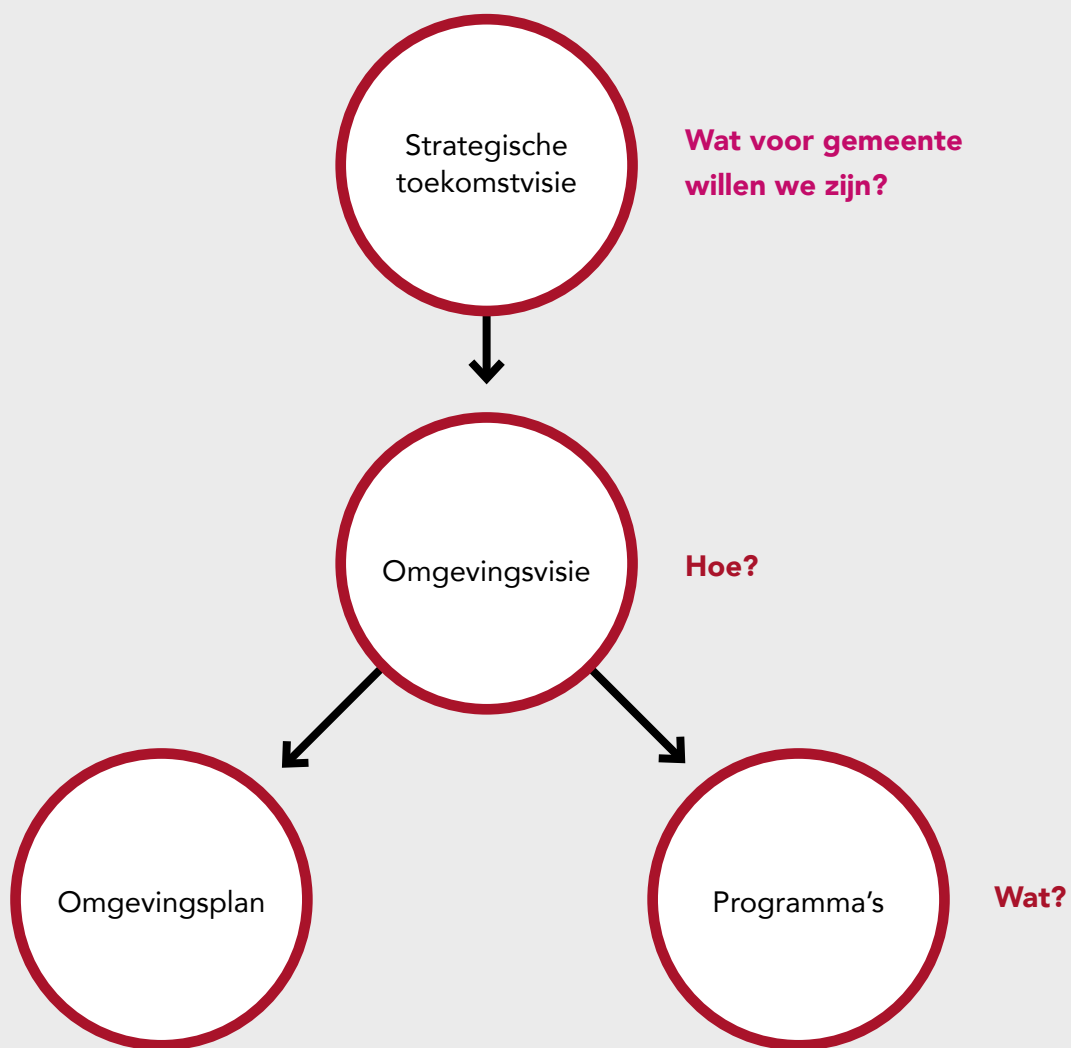 Strategische
toekomstvisie
Wat voor gemeente
willen we zijn?
Omgevingsvisie
Hoe?
Omgevingsplan
Programma's
Wat?